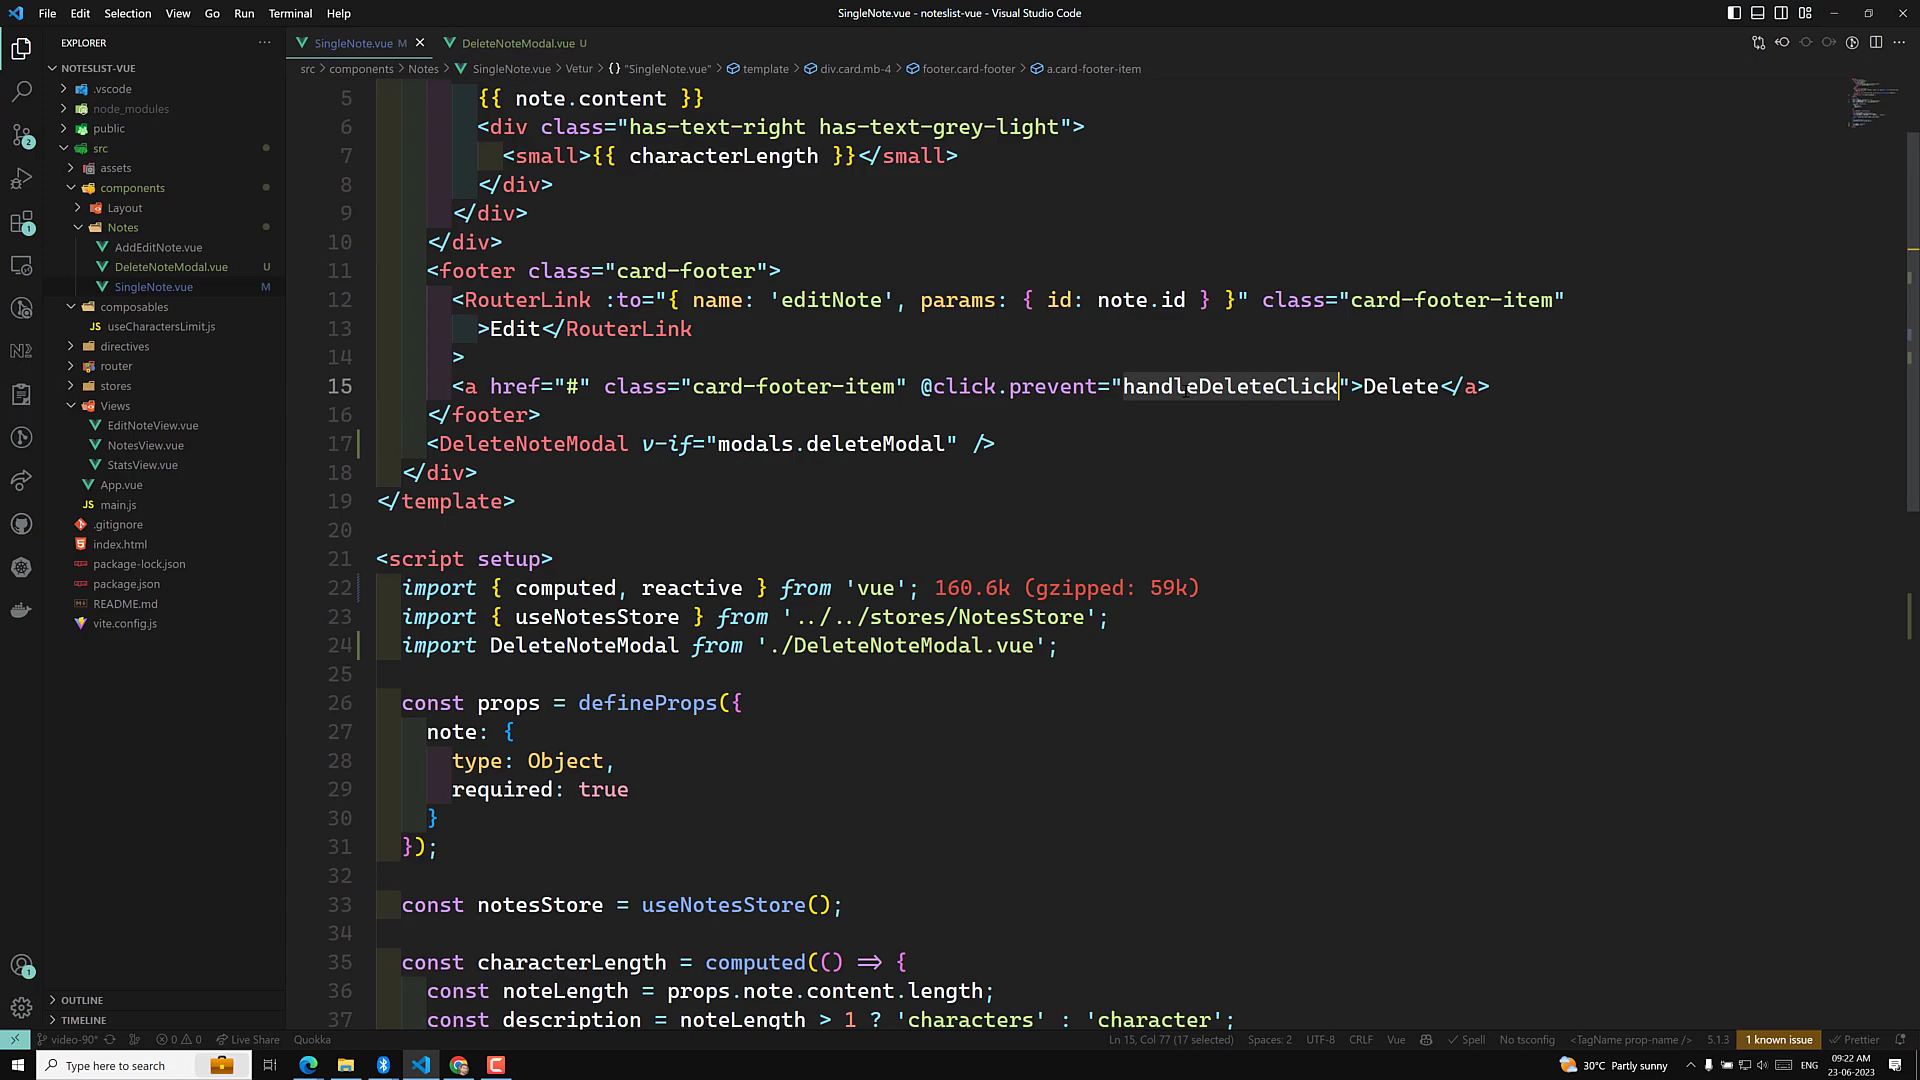 File Edit Selection View Go Run Terminal Help
SingleNote.vue - noteslist-vue - Visual Studio Code
EXPLORER
NOTESLIST-VUE
.vscode
node_modules
public
src
assets
components
Layout
Notes
AddEditNote.vue
DeleteNoteModal.vue U
SingleNote.vue M
composables
JS useCharactersLimit.js
directives
router
stores
Views
EditNoteView.vue
NotesView.vue
StatsView.vue
App.vue
JS main.js
.gitignore
index.html
package-lock.json
package.json
README.md
vite.config.js
OUTLINE
TIMELINE
SingleNote.vue M
DeleteNoteModal.vue U
src > components > Notes > SingleNote.vue > Vetur > {} "SingleNote.vue" > template > div.card.mb-4 > footer.card-footer > a.card-footer-item
5 {{ note.content }}
6 <div class="has-text-right has-text-grey-light">
7 <small>{{ characterLength }}</small>
8 </div>
9 </div>
10 </div>
11 <footer class="card-footer">
12 <RouterLink :to="{ name: 'editNote', params: { id: note.id } }" class="card-footer-item"
13 >Edit</RouterLink
14 >
15 <a href="#" class="card-footer-item" @click.prevent="handleDeleteClick">Delete</a>
16 </footer>
17 <DeleteNoteModal v-if="modals.deleteModal" />
18 </div>
19 </template>
20
21 <script setup>
22 import { computed, reactive } from 'vue'; 160.6k (gzipped: 59k)
23 import { useNotesStore } from '../../stores/NotesStore';
24 import DeleteNoteModal from './DeleteNoteModal.vue';
25
26 const props = defineProps({
27 note: {
28 type: Object,
29 required: true
30 }
31 });
32
33 const notesStore = useNotesStore();
34
35 const characterLength = computed(() => {
36 const noteLength = props.note.content.length;
37 const description = noteLength > 1 ? 'characters' : 'character';
video-90* 0 0 Live Share Quokka
Ln 15, Col 77 (17 selected) Spaces: 2 UTF-8 CRLF Vue Spell No tsconfig <TagName prop-name /> 5.1.3 1 known issue Prettier
Type here to search
30°C Partly sunny ENG 09:22 AM
23-06-2023